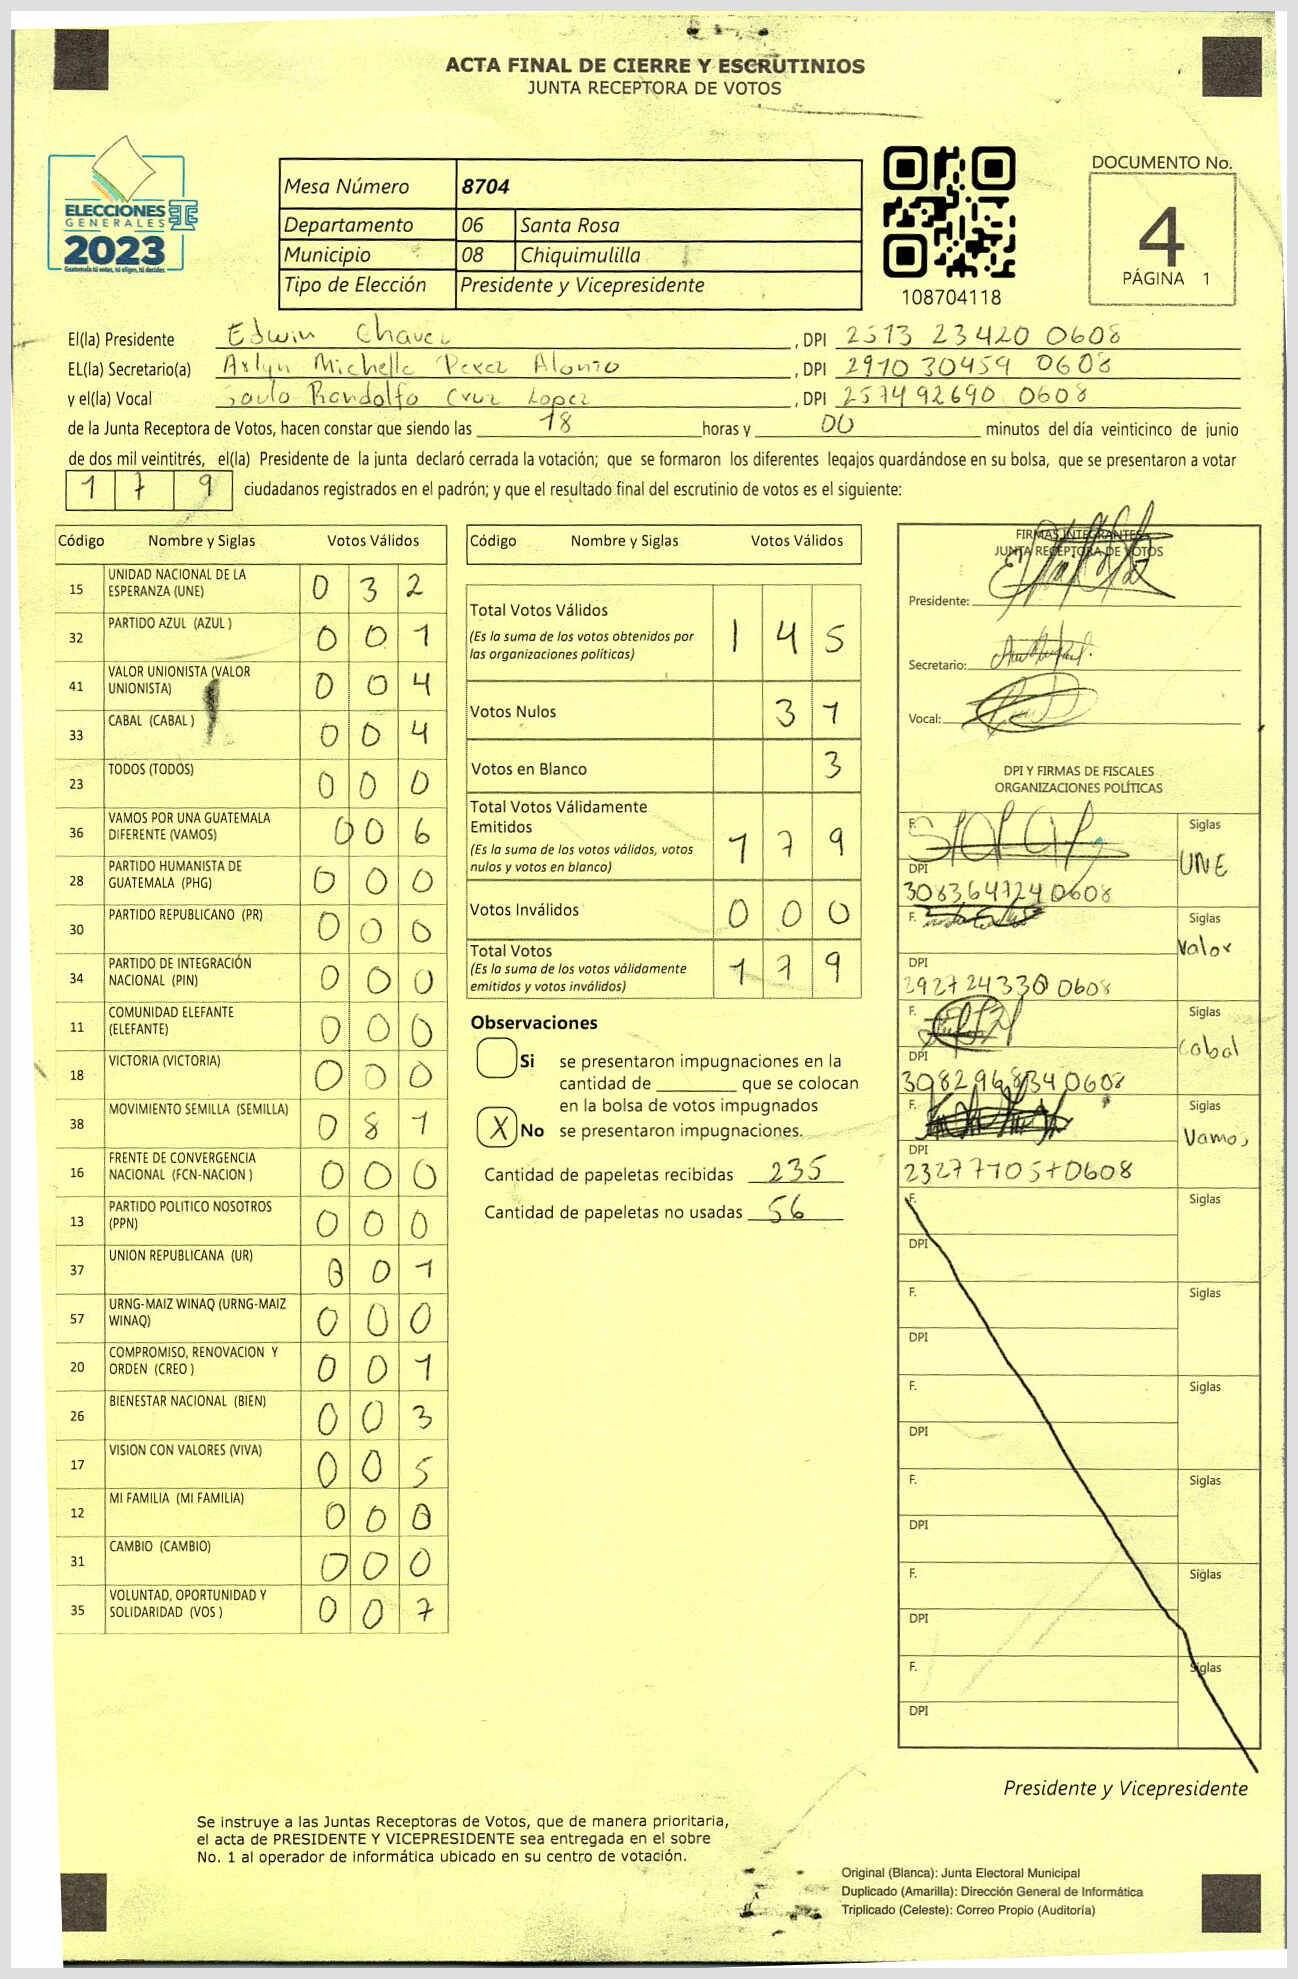 ACTA FINAL DE CIERRE Y ESCRUTINIOS
JUNTA RECEPTORA DE VOTOS
ELECCIONES
GENERALES
2023
Guatemala tú votas, tú eliges, tú decides
Mesa Número 8704
Departamento 06 Santa Rosa
Municipio 08 Chiquimulilla
Tipo de Elección Presidente y Vicepresidente
108704118
DOCUMENTO No.
4
PÁGINA 1
El(la) Presidente Edwin Chavez , DPI 2513 23420 0608
EL(la) Secretario(a) Arlyn Michelle Perez Alonzo , DPI 2910 30459 0608
y el(la) Vocal Saulo Randolfo Cruz Lopez , DPI 2574 92690 0608
de la Junta Receptora de Votos, hacen constar que siendo las 18 horas y 00 minutos del día veinticinco de junio
de dos mil veintitrés, el(la) Presidente de la junta declaró cerrada la votación; que se formaron los diferentes legajos guardándose en su bolsa, que se presentaron a votar
1 7 9 ciudadanos registrados en el padrón; y que el resultado final del escrutinio de votos es el siguiente:
Código Nombre y Siglas Votos Válidos
15 UNIDAD NACIONAL DE LA ESPERANZA (UNE) 0 3 2
32 PARTIDO AZUL (AZUL ) 0 0 1
41 VALOR UNIONISTA (VALOR UNIONISTA) 0 0 4
33 CABAL (CABAL ) 0 0 4
23 TODOS (TODOS) 0 0 0
36 VAMOS POR UNA GUATEMALA DIFERENTE (VAMOS) 0 0 6
28 PARTIDO HUMANISTA DE GUATEMALA (PHG) 0 0 0
30 PARTIDO REPUBLICANO (PR) 0 0 0
34 PARTIDO DE INTEGRACIÓN NACIONAL (PIN) 0 0 0
11 COMUNIDAD ELEFANTE (ELEFANTE) 0 0 0
18 VICTORIA (VICTORIA) 0 0 0
38 MOVIMIENTO SEMILLA (SEMILLA) 0 8 1
16 FRENTE DE CONVERGENCIA NACIONAL (FCN-NACION ) 0 0 0
13 PARTIDO POLITICO NOSOTROS (PPN) 0 0 0
37 UNION REPUBLICANA (UR) 0 0 1
57 URNG-MAIZ WINAQ (URNG-MAIZ WINAQ) 0 0 0
20 COMPROMISO, RENOVACION Y ORDEN (CREO ) 0 0 1
26 BIENESTAR NACIONAL (BIEN) 0 0 3
17 VISION CON VALORES (VIVA) 0 0 5
12 MI FAMILIA (MI FAMILIA) 0 0 0
31 CAMBIO (CAMBIO) 0 0 0
35 VOLUNTAD, OPORTUNIDAD Y SOLIDARIDAD (VOS ) 0 0 7
Código Nombre y Siglas Votos Válidos
Total Votos Válidos 1 4 5
(Es la suma de los votos obtenidos por
las organizaciones políticas)
Votos Nulos 3 1
Votos en Blanco 3
Total Votos Válidamente
Emitidos 1 7 9
(Es la suma de los votos válidos, votos
nulos y votos en blanco)
Votos Inválidos 0 0 0
Total Votos 1 7 9
(Es la suma de los votos válidamente
emitidos y votos inválidos)
Observaciones
Si se presentaron impugnaciones en la
cantidad de ________ que se colocan
en la bolsa de votos impugnados
X No se presentaron impugnaciones.
Cantidad de papeletas recibidas 235
Cantidad de papeletas no usadas 56
FIRMAS INTEGRANTES
JUNTA RECEPTORA DE VOTOS
Presidente:
Secretario:
Vocal:
DPI Y FIRMAS DE FISCALES
ORGANIZACIONES POLÍTICAS
F. Siglas
UNE
DPI
3083647240608
F. Siglas
Valor
DPI
2927243300608
F. Siglas
Cabal
DPI
3082968340608
F. Siglas
Vamos
DPI
2327771050608
F. Siglas
DPI
F. Siglas
DPI
F. Siglas
DPI
F. Siglas
DPI
F. Siglas
DPI
F. Siglas
DPI
Presidente y Vicepresidente
Se instruye a las Juntas Receptoras de Votos, que de manera prioritaria,
el acta de PRESIDENTE Y VICEPRESIDENTE sea entregada en el sobre
No. 1 al operador de informática ubicado en su centro de votación.
Original (Blanca): Junta Electoral Municipal
Duplicado (Amarilla): Dirección General de Informática
Triplicado (Celeste): Correo Propio (Auditoría)